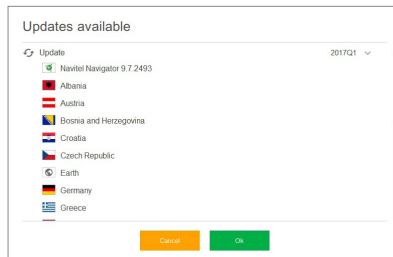 Updates available
Update 2017Q1
Navitel Navigator 9.7.2493
Albania
Austria
Bosnia and Herzegovina
Croatia
Czech Republic
Earth
Germany
Greece
Cancel Ok